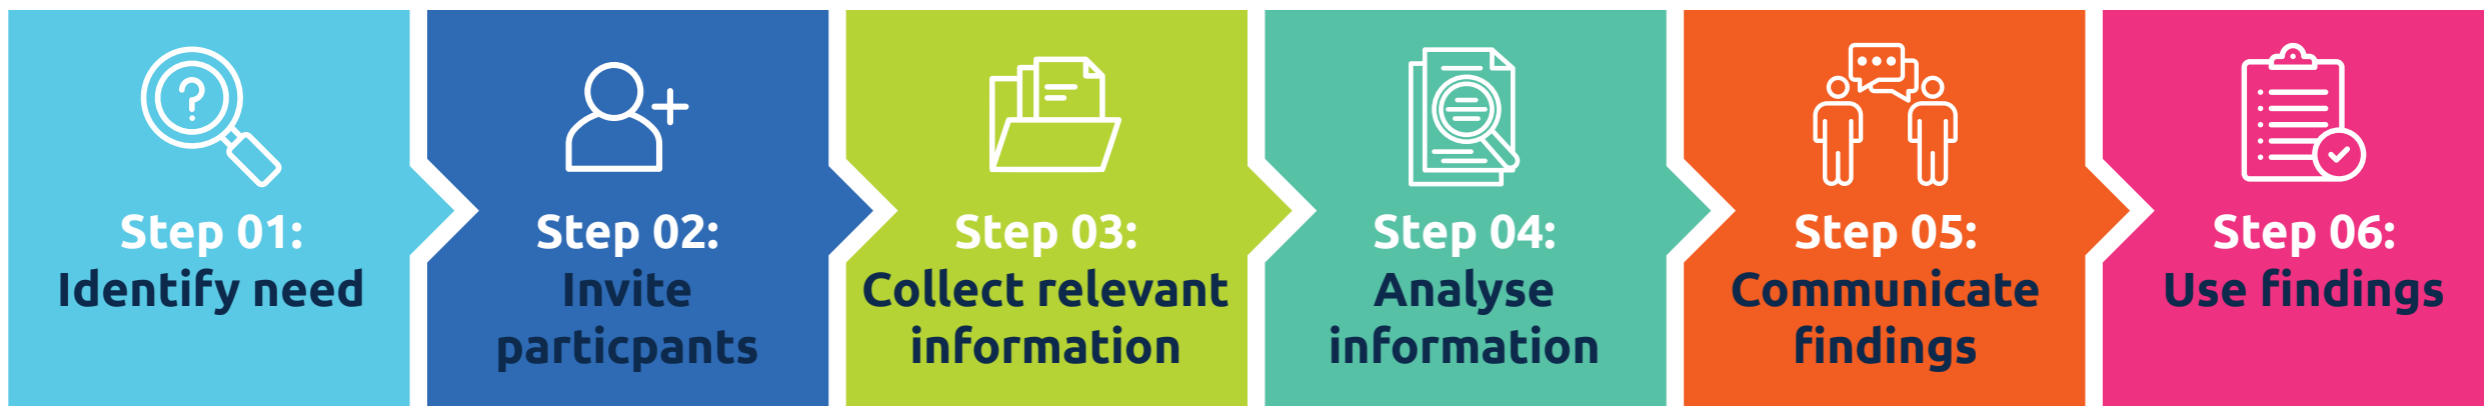 Step 01:
Identify need
Step 02:
Invite
particpants
Step 03:
Collect relevant
information
Step 04:
Analyse
information
Step 05:
Communicate
findings
Step 06:
Use findings